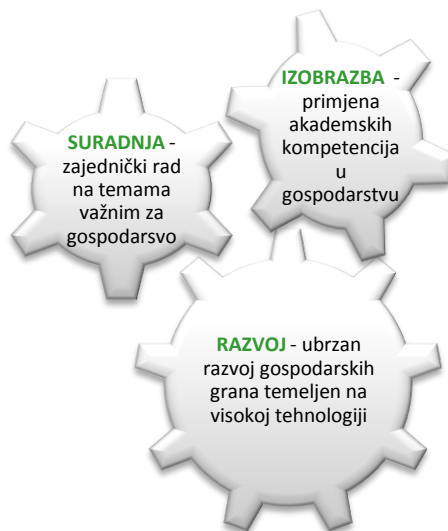 SURADNJA -
zajednički rad
na temama
važnim za
gospodarsvo
IZOBRAZBA -
primjena
akademskih
kompetencija
u
gospodarstvu
RAZVOJ - ubrzan
razvoj gospodarskih
grana temeljen na
visokoj tehnologiji